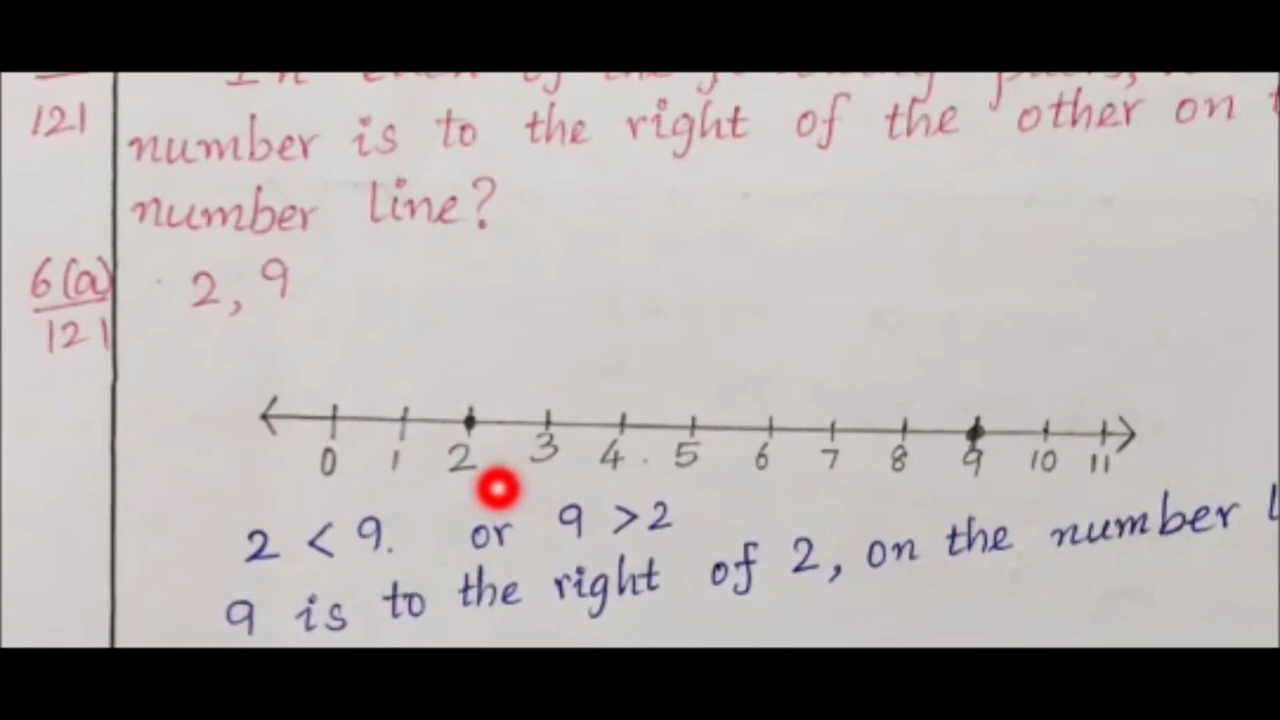 121
number is to the right of the other on
number line?
6(a)
121
2, 9
0 1 2 3 4 5 6 7 8 9 10 11
2 < 9. or 9 > 2
9 is to the right of 2, on the number